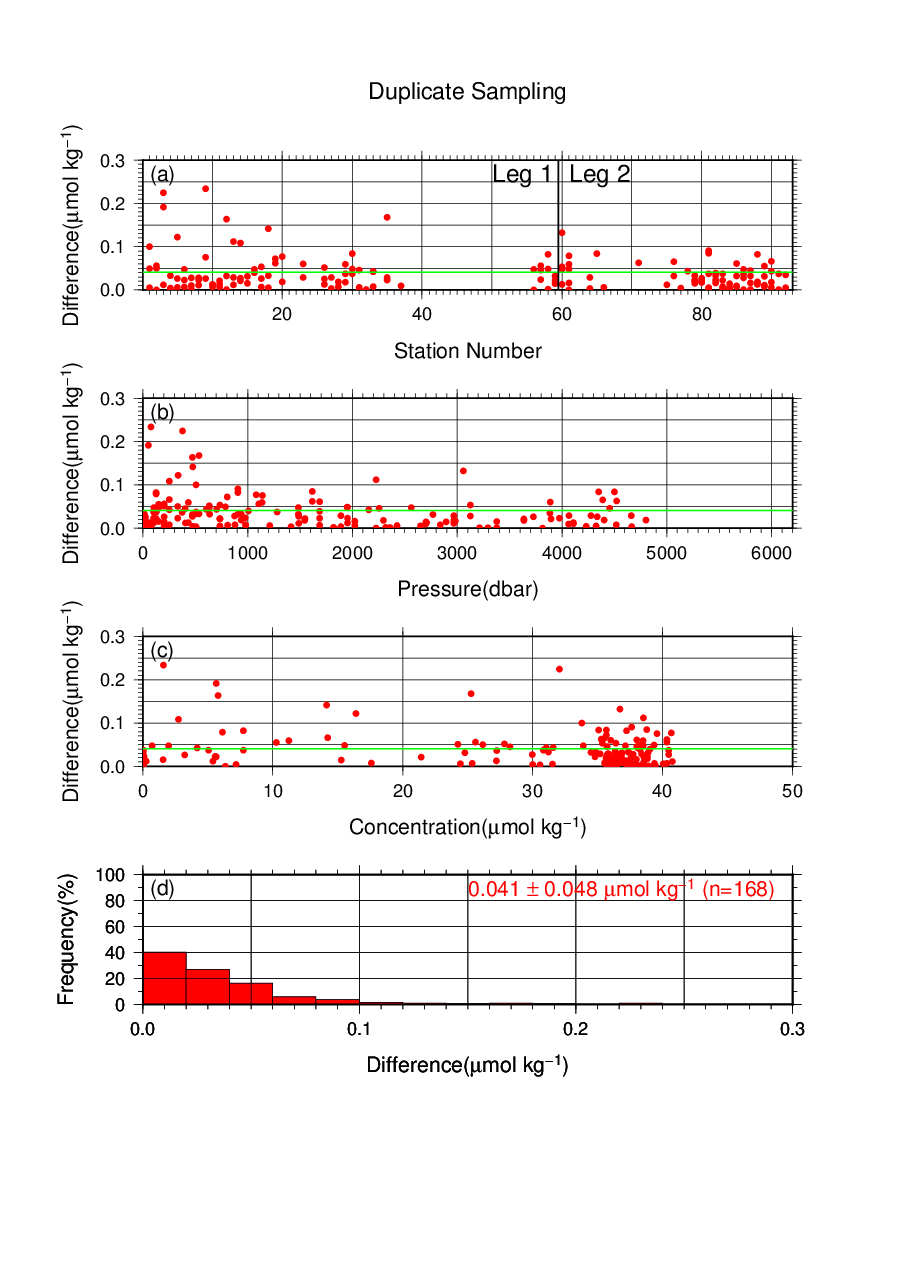 Duplicate Sampling
Difference(μmol kg⁻¹)
0.3
0.2
0.1
0.0
(a)
Leg 1
Leg 2
20 40 60 80
Station Number
Difference(μmol kg⁻¹)
0.3
0.2
0.1
0.0
(b)
0 1000 2000 3000 4000 5000 6000
Pressure(dbar)
Difference(μmol kg⁻¹)
0.3
0.2
0.1
0.0
(c)
0 10 20 30 40 50
Concentration(μmol kg⁻¹)
Frequency(%)
100
80
60
40
20
0
(d)
0.041 ± 0.048 μmol kg⁻¹ (n=168)
0.0 0.1 0.2 0.3
Difference(μmol kg⁻¹)